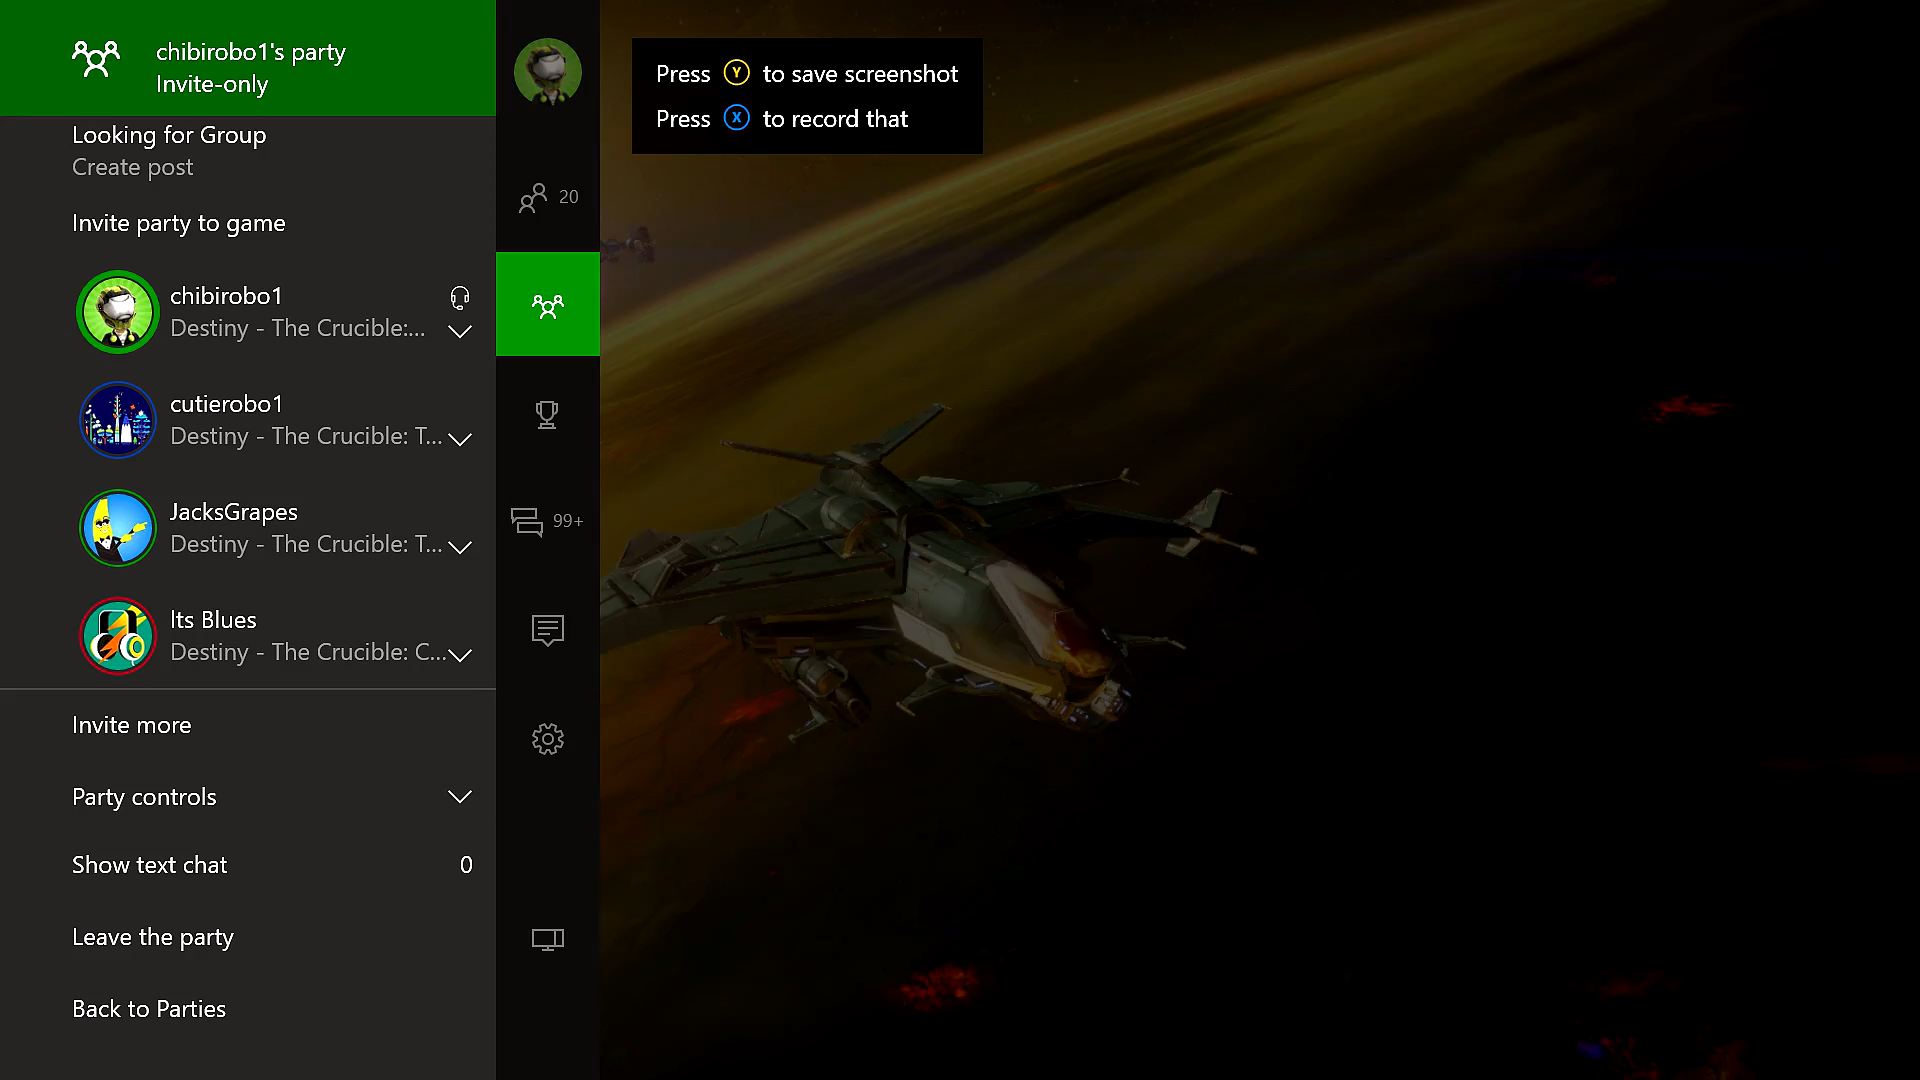 chibirobo1's party
Invite-only
Looking for Group
Create post
Invite party to game
chibirobo1
Destiny - The Crucible:...
cutierobo1
Destiny - The Crucible: T...
JacksGrapes
Destiny - The Crucible: T...
Its Blues
Destiny - The Crucible: C...
Invite more
Party controls
Show text chat 0
Leave the party
Back to Parties
20
99+
Press Y to save screenshot
Press X to record that